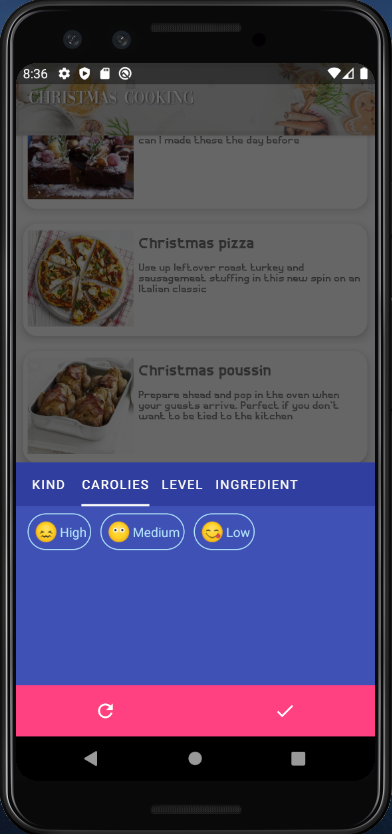 8:36
CHRISTMAS COOKING
can I made these the day before
Christmas pizza
Use up leftover roast turkey and
sausagemeat stuffing in this new spin on an
Italian classic
Christmas poussin
Prepare ahead and pop in the oven when
your guests arrive. Perfect if you don't
want to be tied to the kitchen
KIND CAROLIES LEVEL INGREDIENT
High Medium Low